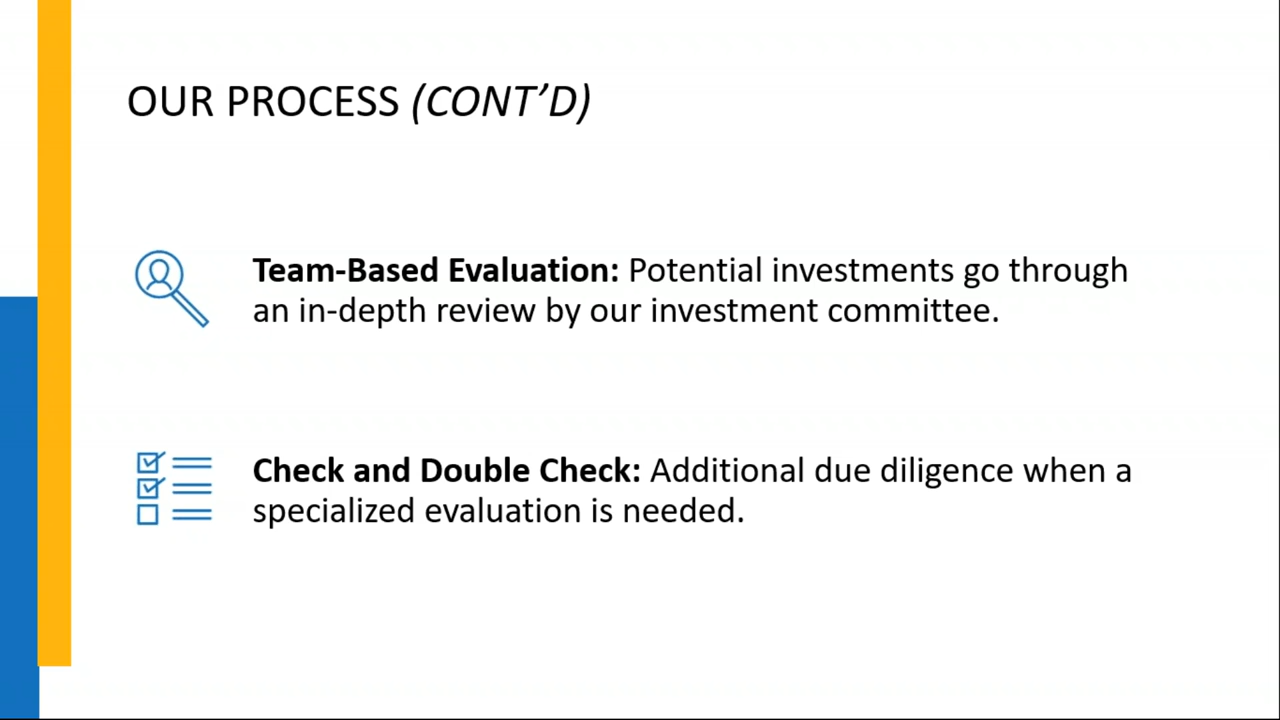 OUR PROCESS (CONT’D)
Team-Based Evaluation: Potential investments go through
an in-depth review by our investment committee.
Check and Double Check: Additional due diligence when a
specialized evaluation is needed.